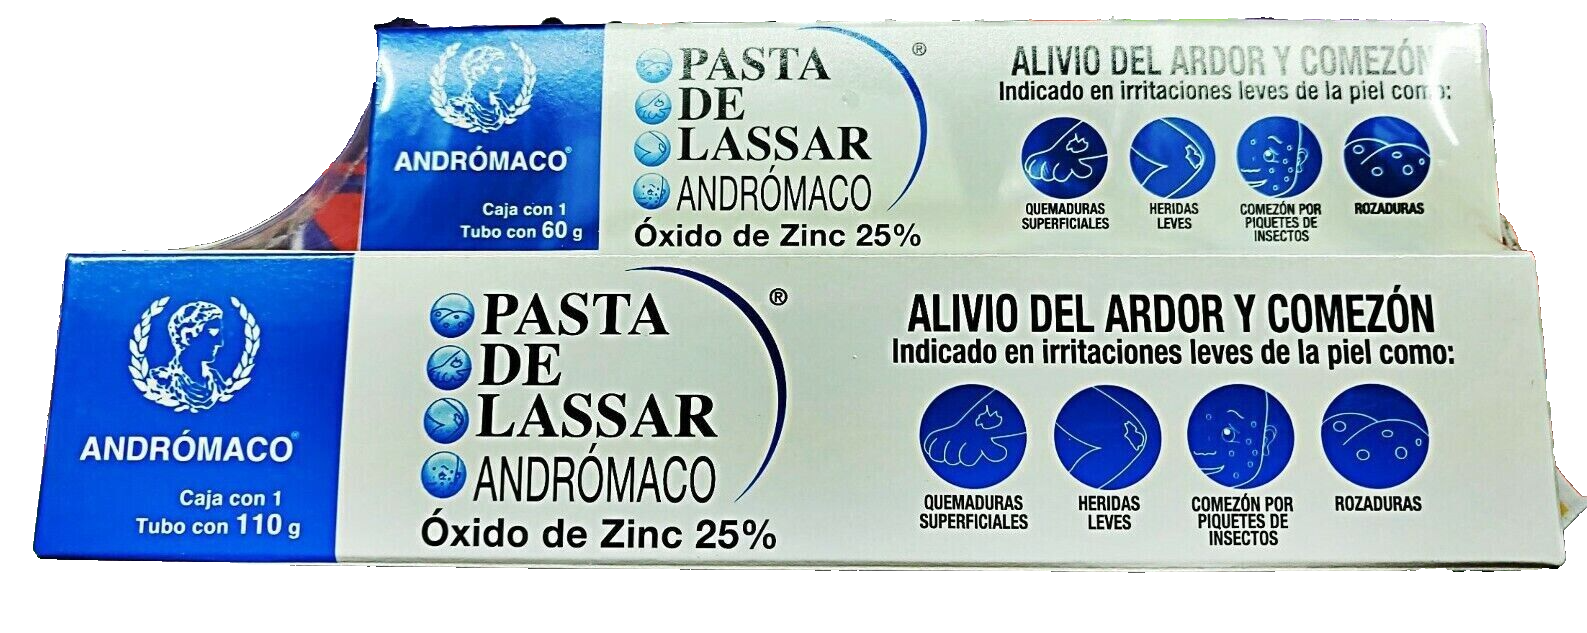 ANDRÓMACO®
Caja con 1
Tubo con 60 g
PASTA
DE
LASSAR
ANDRÓMACO
®
Óxido de Zinc 25%
ALIVIO DEL ARDOR Y COMEZÓN
Indicado en irritaciones leves de la piel como:
QUEMADURAS
SUPERFICIALES
HERIDAS
LEVES
COMEZÓN POR
PIQUETES DE
INSECTOS
ROZADURAS
ANDRÓMACO®
Caja con 1
Tubo con 110 g
PASTA
DE
LASSAR
ANDRÓMACO
®
Óxido de Zinc 25%
ALIVIO DEL ARDOR Y COMEZÓN
Indicado en irritaciones leves de la piel como:
QUEMADURAS
SUPERFICIALES
HERIDAS
LEVES
COMEZÓN POR
PIQUETES DE
INSECTOS
ROZADURAS